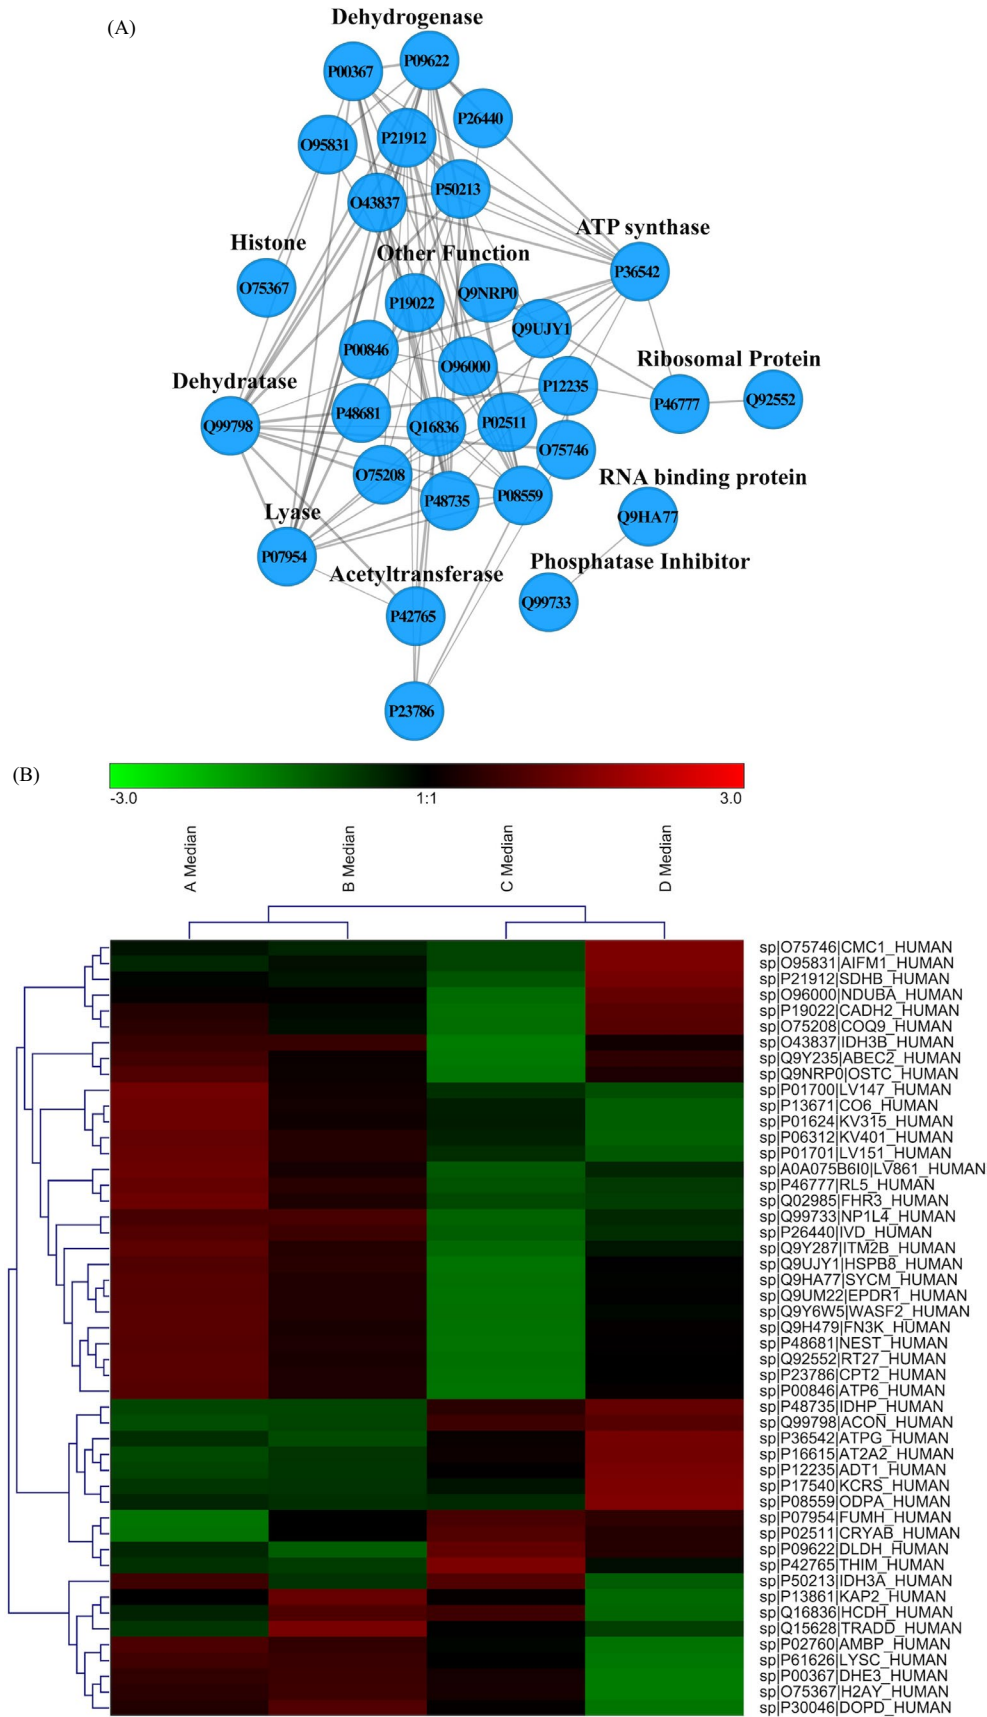 (A)
Dehydrogenase
P00367
P09622
P26440
O95831
P21912
O43837
P50213
Histone
O75367
Other Function
ATP synthase
P36542
P19022
Q9NRP0
Q9UJY1
P00846
O96000
P12235
Ribosomal Protein
P46777
Q92552
Dehydratase
Q99798
P48681
Q16836
P02511
O75746
O75208
P48735
P08559
RNA binding protein
Q9HA77
Lyase
P07954
Acetyltransferase
P42765
Phosphatase Inhibitor
Q99733
P23786
(B)
-3.0 1:1 3.0
A Median
B Median
C Median
D Median
sp|O75746|CMC1_HUMAN
sp|O95831|AIFM1_HUMAN
sp|P21912|SDHB_HUMAN
sp|O96000|NDUBA_HUMAN
sp|P19022|CADH2_HUMAN
sp|O75208|COQ9_HUMAN
sp|O43837|IDH3B_HUMAN
sp|Q9Y235|ABEC2_HUMAN
sp|Q9NRP0|OSTC_HUMAN
sp|P01700|LV147_HUMAN
sp|P13671|CO6_HUMAN
sp|P01624|KV315_HUMAN
sp|P06312|KV401_HUMAN
sp|P01701|LV151_HUMAN
sp|A0A075B6I0|LV861_HUMAN
sp|P46777|RL5_HUMAN
sp|Q02985|FHR3_HUMAN
sp|Q99733|NP1L4_HUMAN
sp|P26440|IVD_HUMAN
sp|Q9Y287|ITM2B_HUMAN
sp|Q9UJY1|HSPB8_HUMAN
sp|Q9HA77|SYCM_HUMAN
sp|Q9UM22|EPDR1_HUMAN
sp|Q9Y6W5|WASF2_HUMAN
sp|Q9H479|FN3K_HUMAN
sp|P48681|NEST_HUMAN
sp|Q92552|RT27_HUMAN
sp|P23786|CPT2_HUMAN
sp|P00846|ATP6_HUMAN
sp|P48735|IDHP_HUMAN
sp|Q99798|ACON_HUMAN
sp|P36542|ATPG_HUMAN
sp|P16615|AT2A2_HUMAN
sp|P12235|ADT1_HUMAN
sp|P17540|KCRS_HUMAN
sp|P08559|ODPA_HUMAN
sp|P07954|FUMH_HUMAN
sp|P02511|CRYAB_HUMAN
sp|P09622|DLDH_HUMAN
sp|P42765|THIM_HUMAN
sp|P50213|IDH3A_HUMAN
sp|P13861|KAP2_HUMAN
sp|Q16836|HCDH_HUMAN
sp|Q15628|TRADD_HUMAN
sp|P02760|AMBP_HUMAN
sp|P61626|LYSC_HUMAN
sp|P00367|DHE3_HUMAN
sp|O75367|H2AY_HUMAN
sp|P30046|DOPD_HUMAN